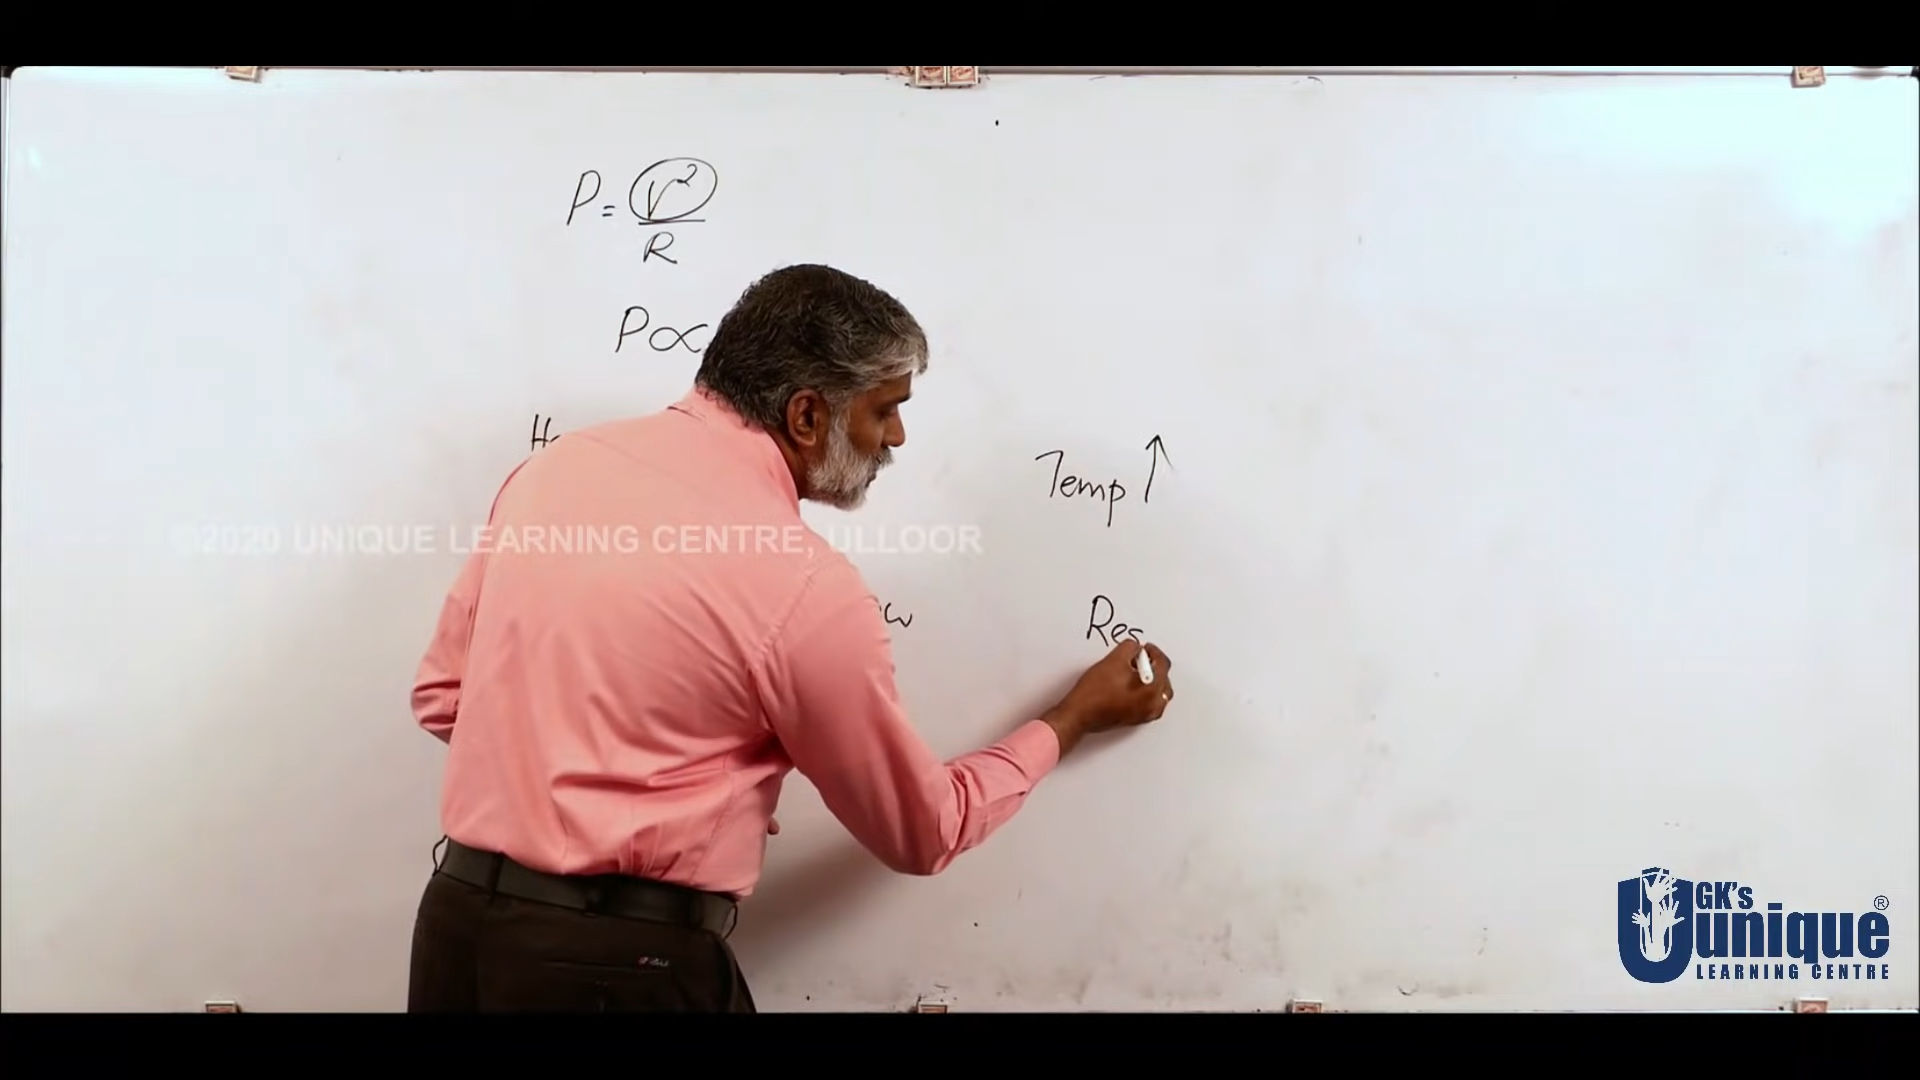 P = V²
R
P ∝
Temp ↑
©2020 UNIQUE LEARNING CENTRE, ULLOOR
Res
GK's
unique ®
LEARNING CENTRE